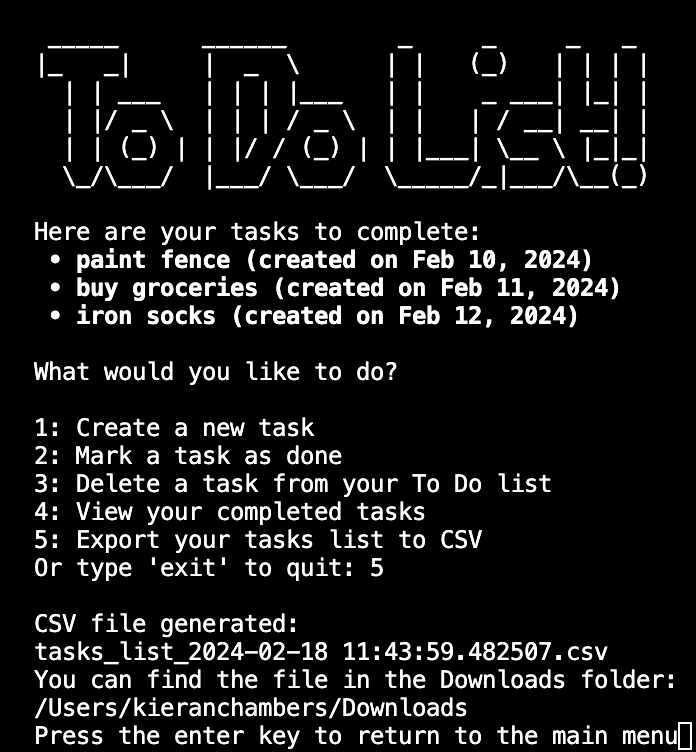 To Do List!
Here are your tasks to complete:
• paint fence (created on Feb 10, 2024)
• buy groceries (created on Feb 11, 2024)
• iron socks (created on Feb 12, 2024)
What would you like to do?
1: Create a new task
2: Mark a task as done
3: Delete a task from your To Do list
4: View your completed tasks
5: Export your tasks list to CSV
Or type 'exit' to quit: 5
CSV file generated:
tasks_list_2024-02-18 11:43:59.482507.csv
You can find the file in the Downloads folder:
/Users/kieranchambers/Downloads
Press the enter key to return to the main menu